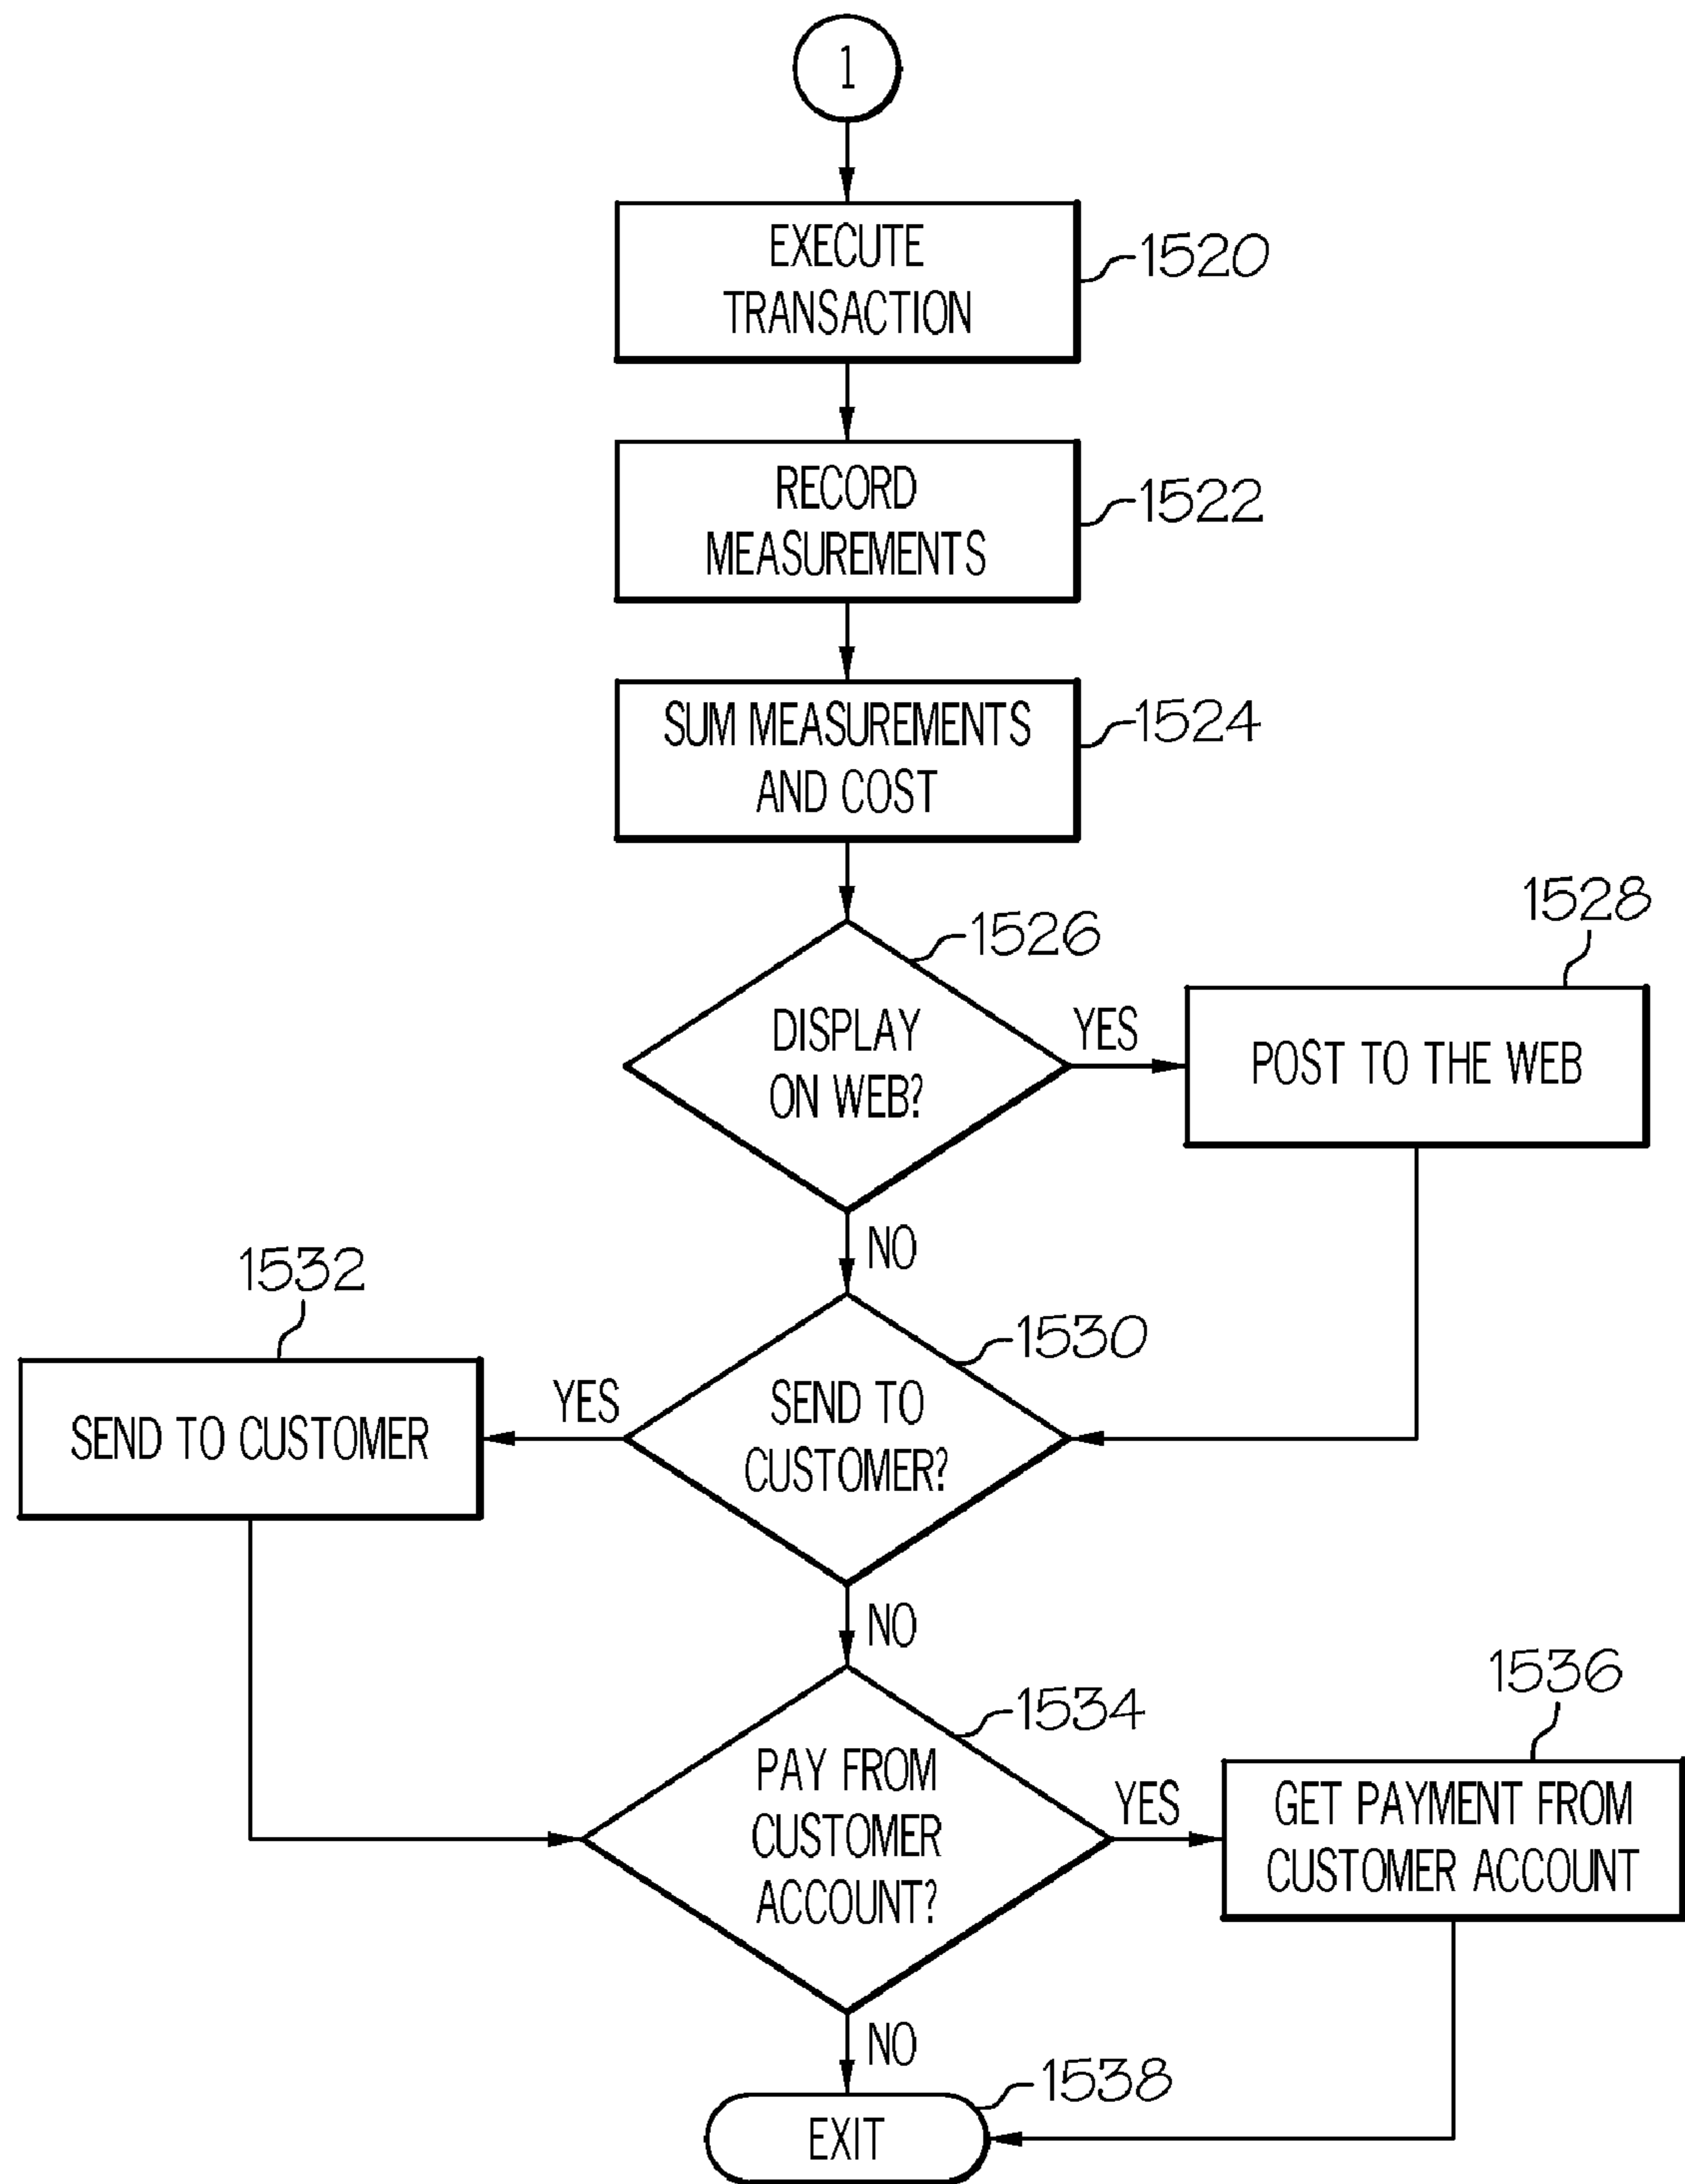 1
EXECUTE
TRANSACTION
1520
RECORD
MEASUREMENTS
1522
SUM MEASUREMENTS
AND COST
1524
1526
DISPLAY
ON WEB?
YES
1528
POST TO THE WEB
NO
1530
SEND TO
CUSTOMER?
YES
1532
SEND TO CUSTOMER
NO
1534
PAY FROM
CUSTOMER
ACCOUNT?
YES
1536
GET PAYMENT FROM
CUSTOMER ACCOUNT
NO
1538
EXIT